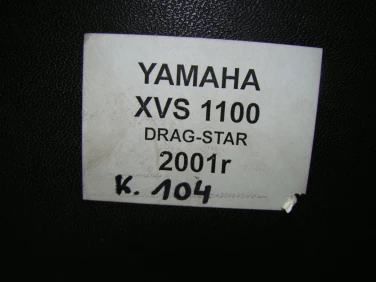 YAMAHA
XVS 1100
DRAG-STAR
2001r
K. 104